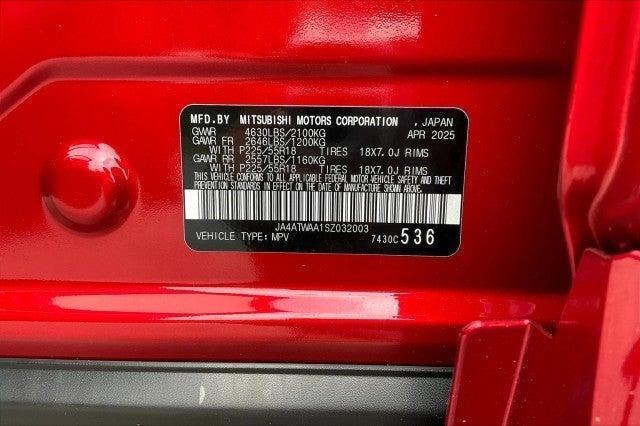 MFD.BY MITSUBISHI MOTORS CORPORATION , JAPAN
GVWR 4630LBS/2100KG APR 2025
GAWR FR 2646LBS/1200KG
WITH P225/55R18 TIRES 18X7.0J RIMS
GAWR RR 2557LBS/1160KG
WITH P225/55R18 TIRES 18X7.0J RIMS
THIS VEHICLE CONFORMS TO ALL APPLICABLE FEDERAL MOTOR VEHICLE SAFETY AND
THEFT PREVENTION STANDARDS IN EFFECT ON THE DATE OF MANUFACTURE SHOWN ABOVE.
JA4ATWAA1SZ032003
VEHICLE TYPE: MPV 7430C 536